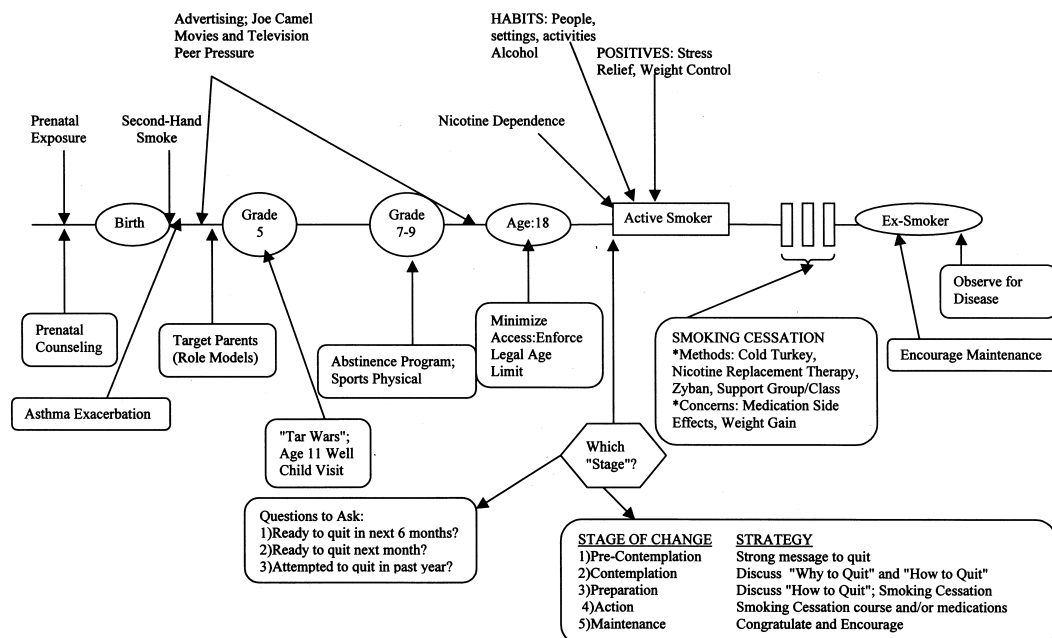 Advertising; Joe Camel
Movies and Television
Peer Pressure
HABITS: People,
settings, activities
Alcohol
POSITIVES: Stress
Relief, Weight Control
Prenatal
Exposure
Second-Hand
Smoke
Nicotine Dependence
Birth
Grade
5
Grade
7-9
Age:18
Active Smoker
Ex-Smoker
Prenatal
Counseling
Asthma Exacerbation
Target Parents
(Role Models)
"Tar Wars";
Age 11 Well
Child Visit
Abstinence Program;
Sports Physical
Minimize
Access:Enforce
Legal Age
Limit
SMOKING CESSATION
*Methods: Cold Turkey,
Nicotine Replacement Therapy,
Zyban, Support Group/Class
*Concerns: Medication Side
Effects, Weight Gain
Encourage Maintenance
Observe for
Disease
Which
"Stage"?
Questions to Ask:
1)Ready to quit in next 6 months?
2)Ready to quit next month?
3)Attempted to quit in past year?
STAGE OF CHANGE STRATEGY
1)Pre-Contemplation Strong message to quit
2)Contemplation Discuss "Why to Quit" and "How to Quit"
3)Preparation Discuss "How to Quit"; Smoking Cessation
4)Action Smoking Cessation course and/or medications
5)Maintenance Congratulate and Encourage